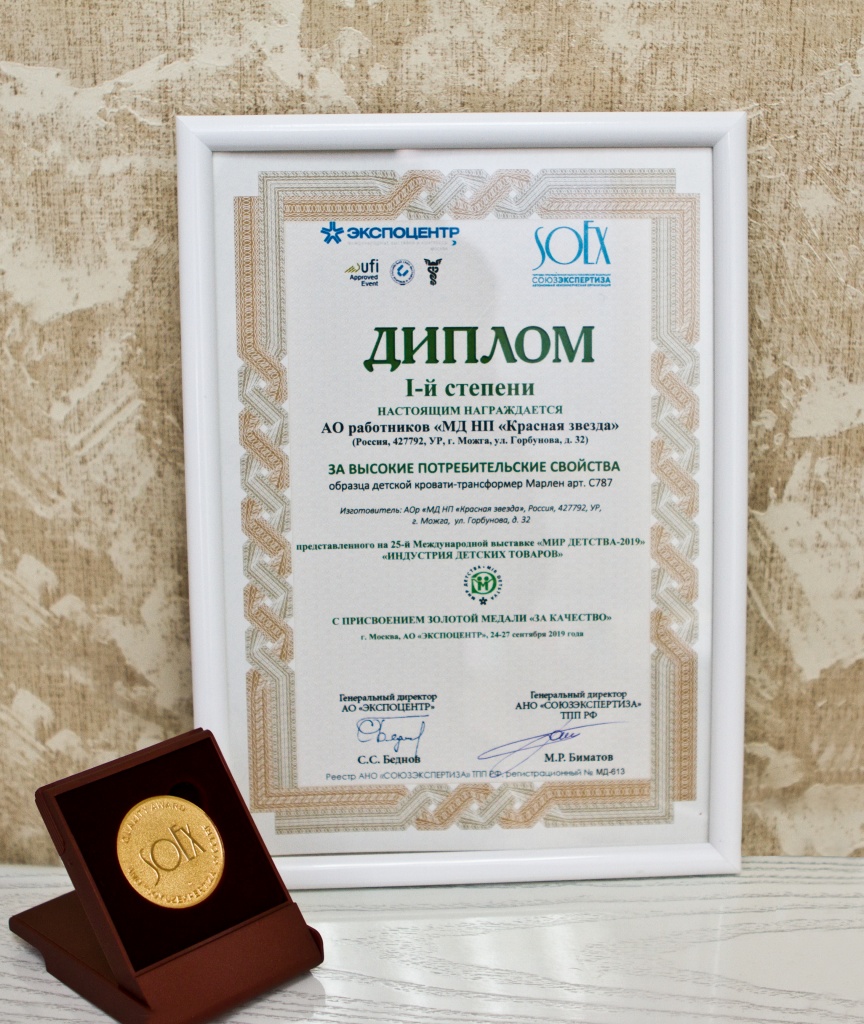 ЭКСПОЦЕНТР
SOEX
ufi
Approved
Event
СОЮЗЭКСПЕРТИЗА
ДИПЛОМ
I-й степени
НАСТОЯЩИМ НАГРАЖДАЕТСЯ
АО работников «МД НП «Красная звезда»
(Россия, 427792, УР, г. Можга, ул. Горбунова, д. 32)
ЗА ВЫСОКИЕ ПОТРЕБИТЕЛЬСКИЕ СВОЙСТВА
образца детской кровати-трансформер Марлен арт. С787
Изготовитель: АОр «МД НП «Красная звезда», Россия, 427792, УР,
г. Можга, ул. Горбунова, д. 32
представленного на 25-й Международной выставке «МИР ДЕТСТВА-2019»
«ИНДУСТРИЯ ДЕТСКИХ ТОВАРОВ»
С ПРИСВОЕНИЕМ ЗОЛОТОЙ МЕДАЛИ «ЗА КАЧЕСТВО»
г. Москва, АО «ЭКСПОЦЕНТР», 24-27 сентября 2019 года
Генеральный директор
АО «ЭКСПОЦЕНТР»
С.С. Беднов
Генеральный директор
АНО «СОЮЗЭКСПЕРТИЗА»
ТПП РФ
М.Р. Биматов
Реестр АНО «СОЮЗЭКСПЕРТИЗА» ТПП РФ, регистрационный № МД-613
QUALITY AWARD
SOEX